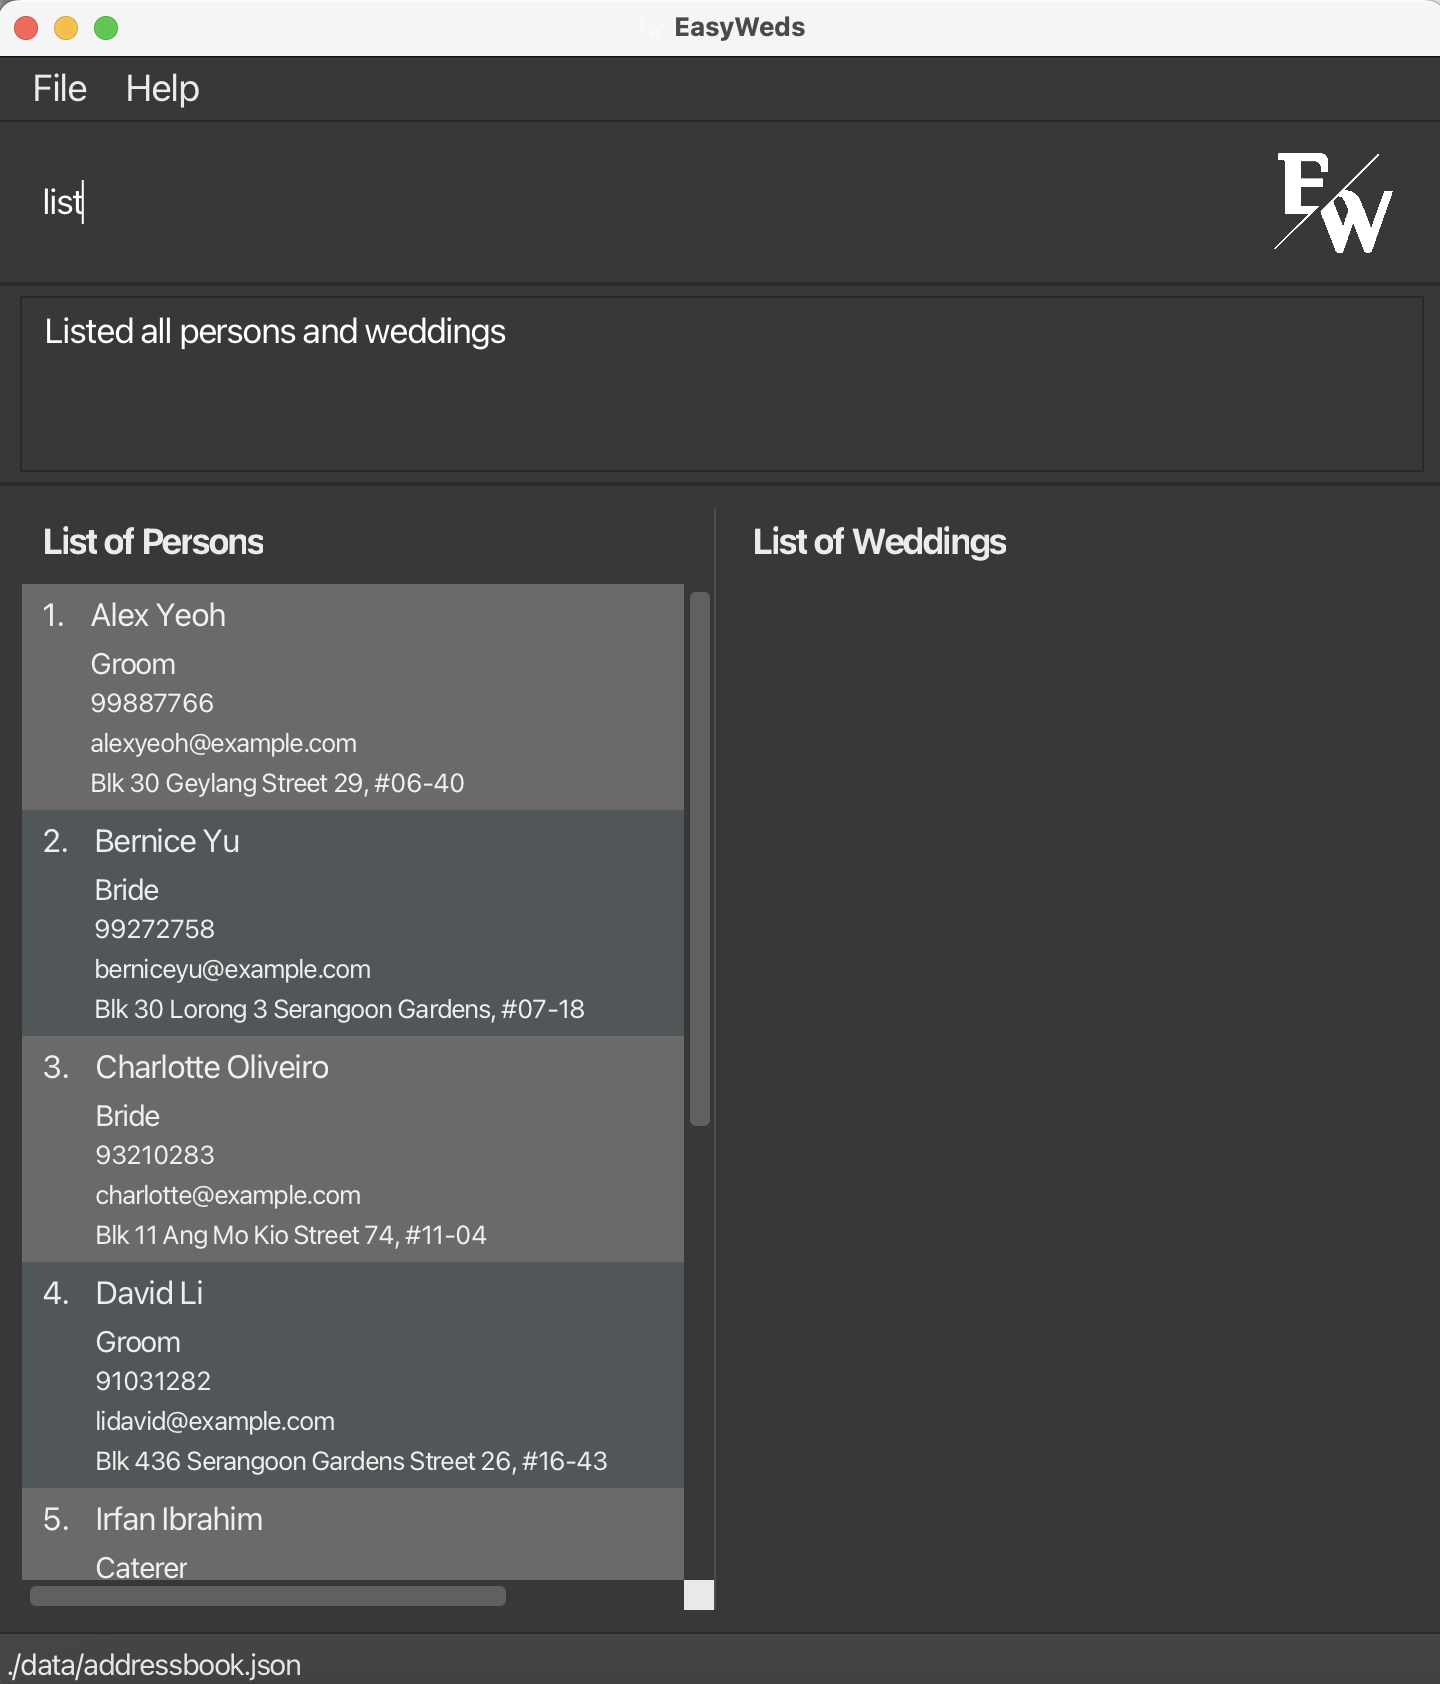 EasyWeds
File Help
list
EW
Listed all persons and weddings
List of Persons
1. Alex Yeoh
Groom
99887766
alexyeoh@example.com
Blk 30 Geylang Street 29, #06-40
2. Bernice Yu
Bride
99272758
berniceyu@example.com
Blk 30 Lorong 3 Serangoon Gardens, #07-18
3. Charlotte Oliveiro
Bride
93210283
charlotte@example.com
Blk 11 Ang Mo Kio Street 74, #11-04
4. David Li
Groom
91031282
lidavid@example.com
Blk 436 Serangoon Gardens Street 26, #16-43
5. Irfan Ibrahim
Caterer
List of Weddings
./data/addressbook.json